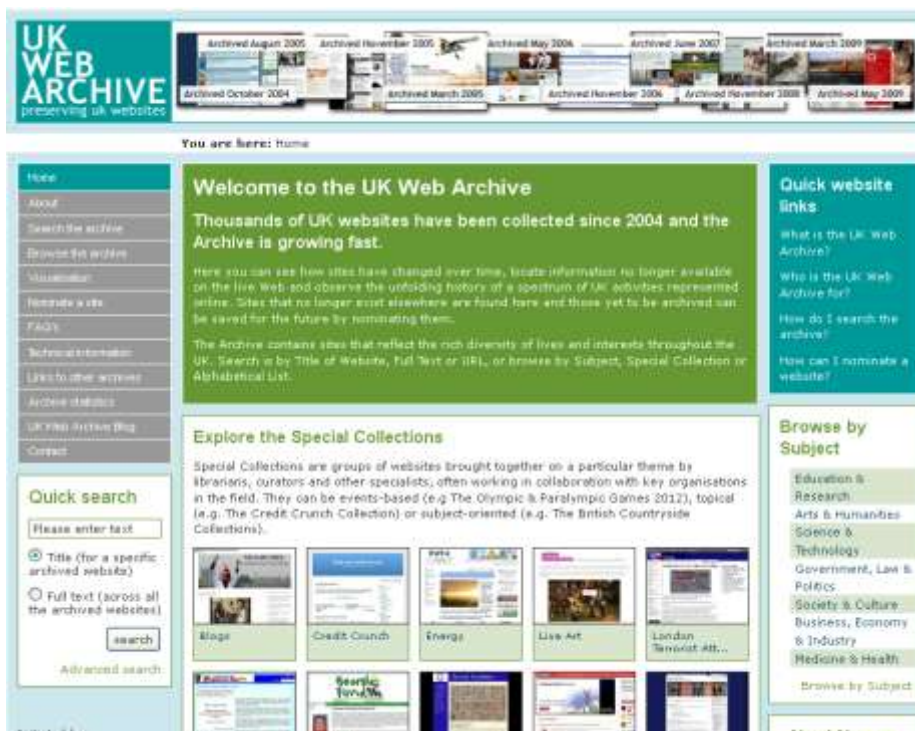 UK
WEB
ARCHIVE
preserving uk websites
Archived August 2005
Archived November 2005
Archived May 2006
Archived June 2007
Archived March 2009
Archived October 2004
Archived March 2005
Archived November 2006
Archived November 2008
Archived May 2009
You are here: Home
Home
About
Search the archive
Browse the archive
Visualisation
Nominate a site
FAQs
Technical information
Links to other archives
Archive statistics
UK Web Archive Blog
Contact
Quick search
Please enter text
Title (for a specific
archived website)
Full text (across all
the archived websites)
search
Advanced search
Welcome to the UK Web Archive
Thousands of UK websites have been collected since 2004 and the
Archive is growing fast.
Here you can see how sites have changed over time, locate information no longer available
on the live Web and observe the unfolding history of a spectrum of UK activities represented
online. Sites that no longer exist elsewhere are found here and those yet to be archived can
be saved for the future by nominating them.
The Archive contains sites that reflect the rich diversity of lives and interests throughout the
UK. Search is by Title of Website, Full Text or URL, or browse by Subject, Special Collection or
Alphabetical List.
Explore the Special Collections
Special Collections are groups of websites brought together on a particular theme by
librarians, curators and other specialists, often working in collaboration with key organisations
in the field. They can be events-based (e.g The Olympic & Paralympic Games 2012), topical
(e.g. The Credit Crunch Collection) or subject-oriented (e.g. The British Countryside
Collections).
Blogs
Credit Crunch
Energy
Live Art
London
Terrorist Att...
Quick website
links
What is the UK Web
Archive?
Who is the UK Web
Archive for?
How do I search the
archive?
How can I nominate a
website?
Browse by
Subject
Education &
Research
Arts & Humanities
Science &
Technology
Government, Law &
Politics
Society & Culture
Business, Economy
& Industry
Medicine & Health
Browse by Subject